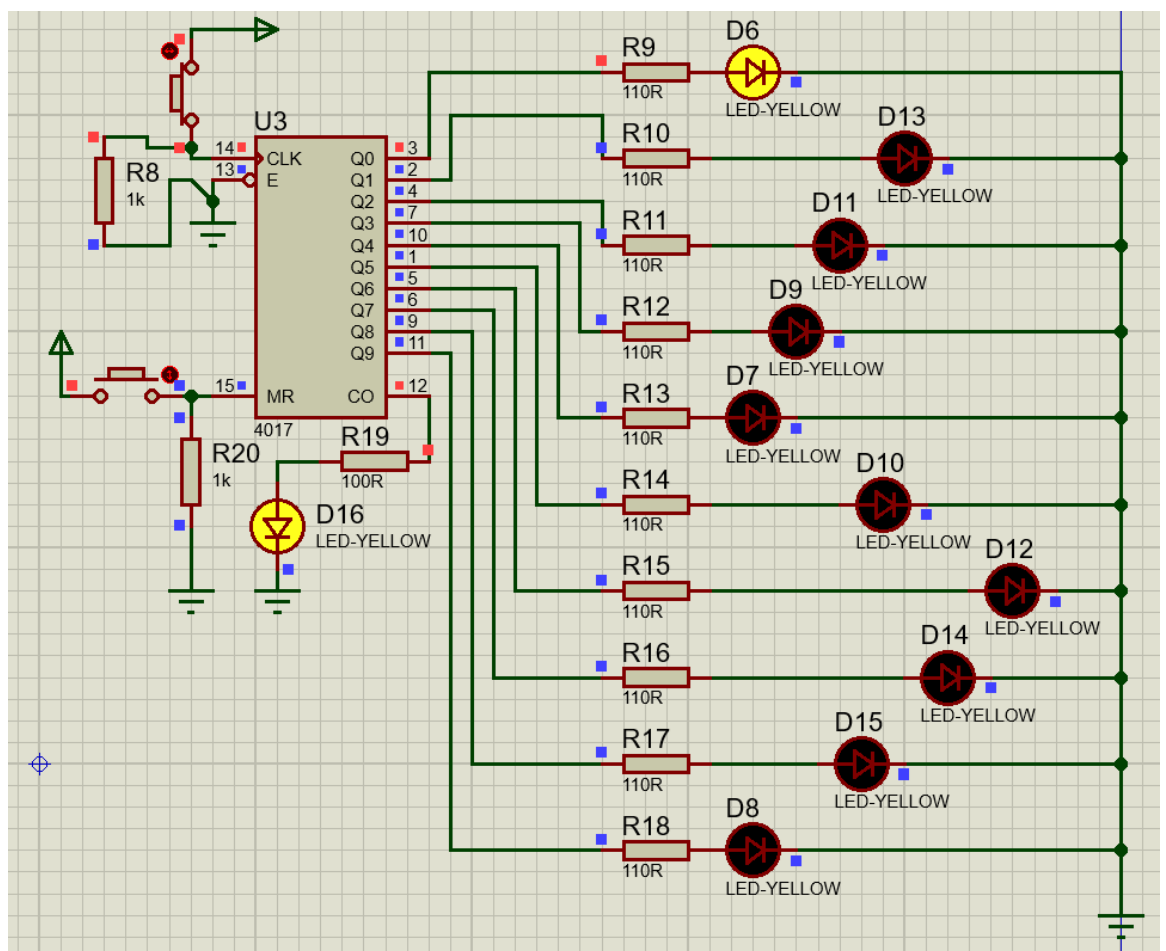 D6
R9
110R
LED-YELLOW
U3
D13
R10
110R
LED-YELLOW
14
CLK
13
E
R8
1k
Q0
3
Q1
2
Q2
4
Q3
7
Q4
10
Q5
1
Q6
5
Q7
6
Q8
9
Q9
11
15
MR
CO
12
4017
D11
R11
110R
LED-YELLOW
D9
R12
110R
LED-YELLOW
D7
R13
110R
LED-YELLOW
R20
1k
R19
100R
D16
LED-YELLOW
D10
R14
110R
LED-YELLOW
D12
R15
110R
LED-YELLOW
D14
R16
110R
LED-YELLOW
D15
R17
110R
LED-YELLOW
D8
R18
110R
LED-YELLOW